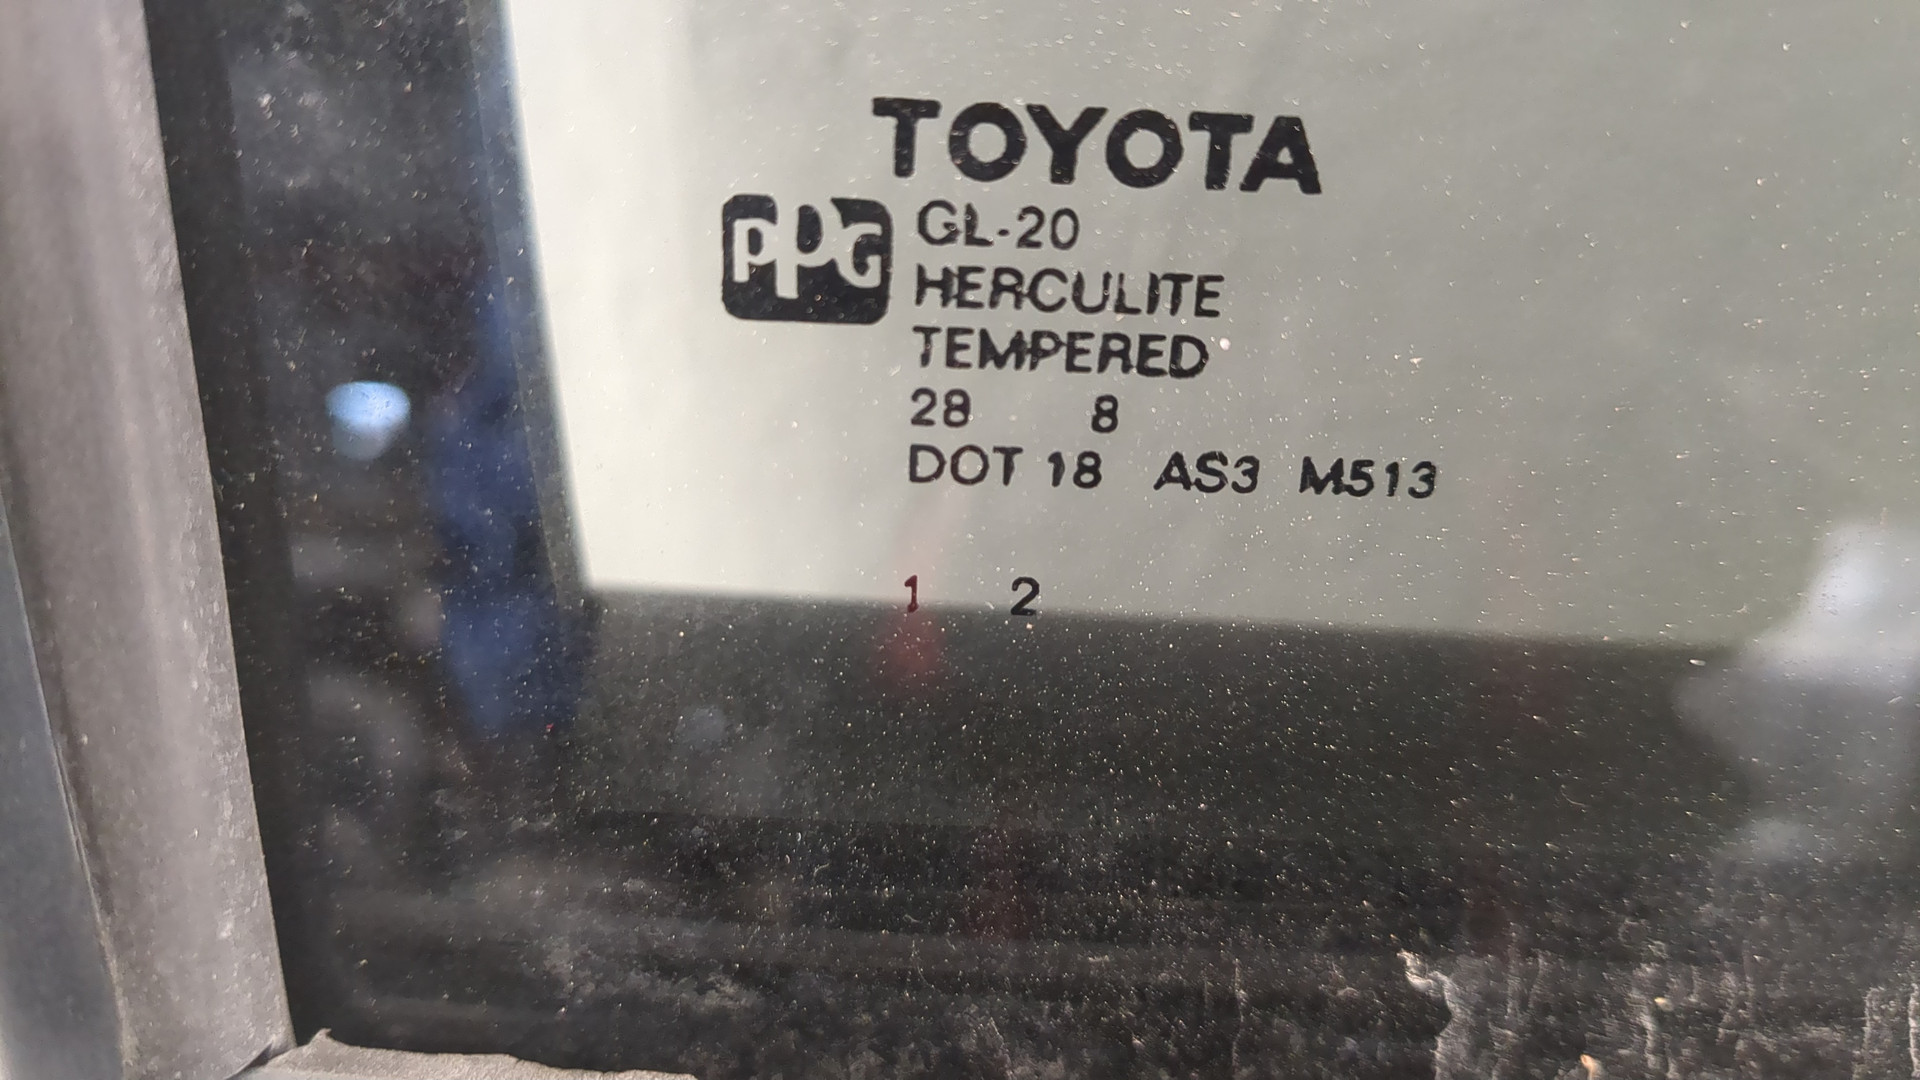 TOYOTA
PPG
GL-20
HERCULITE
TEMPERED
28 8
DOT 18 AS3 M513
1 2